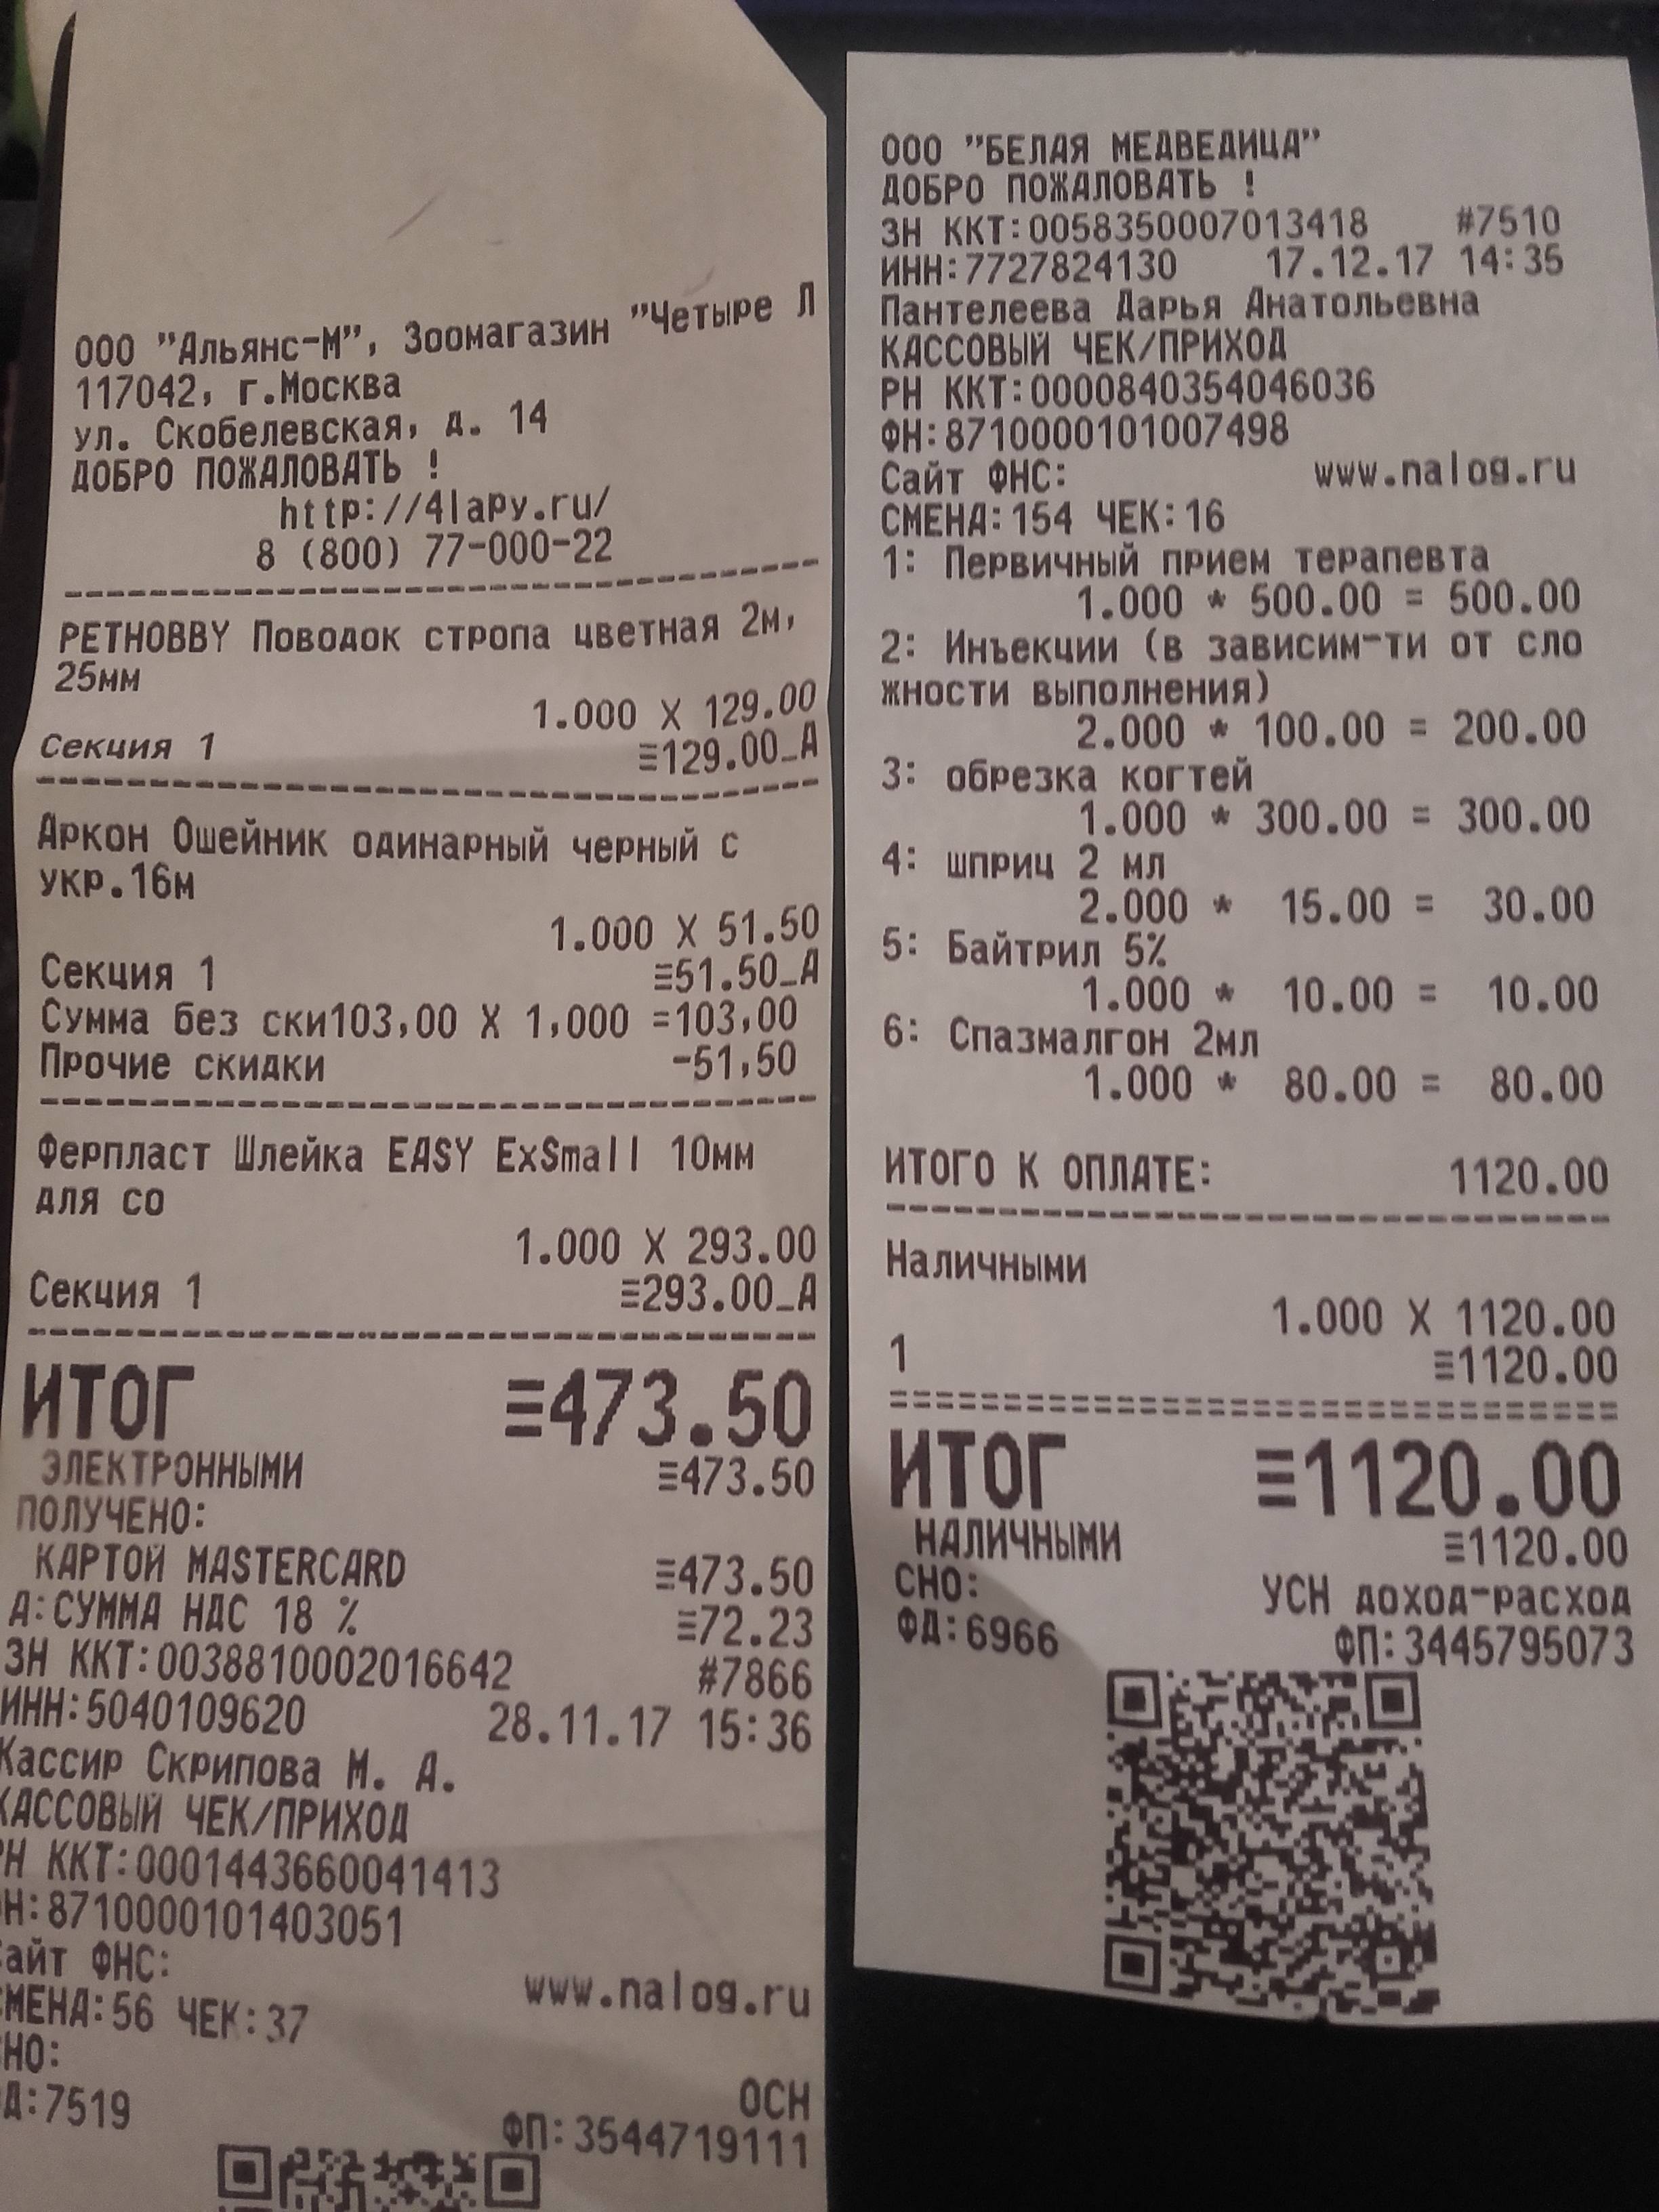 ООО "Альянс-М", Зоомагазин "Четыре Л
117042, г.Москва
ул. Скобелевская, д. 14
ДОБРО ПОЖАЛОВАТЬ !
http://4lapy.ru/
8 (800) 77-000-22
PETHOBBY Поводок стропа цветная 2м,
25мм
1.000 X 129.00
Секция 1 ≡129.00_А
Аркон Ошейник одинарный черный с
укр.16м
1.000 X 51.50
Секция 1 ≡51.50_А
Сумма без ски103,00 X 1,000 =103,00
Прочие скидки -51,50
Ферпласт Шлейка EASY ExSmall 10мм
для со
1.000 X 293.00
Секция 1 ≡293.00_А
ИТОГ ≡473.50
ЭЛЕКТРОННЫМИ ≡473.50
ПОЛУЧЕНО:
КАРТОЙ MASTERCARD ≡473.50
А:СУММА НДС 18 % ≡72.23
ЗН ККТ:0038810002016642 #7866
ИНН:5040109620 28.11.17 15:36
Кассир Скрипова М. А.
КАССОВЫЙ ЧЕК/ПРИХОД
РН ККТ:0001443660041413
Н:8710000101403051
айт ФНС: www.nalog.ru
МЕНА:56 ЧЕК:37
НО: ОСН
Д:7519 ФП:3544719111
ООО "БЕЛАЯ МЕДВЕДИЦА"
ДОБРО ПОЖАЛОВАТЬ !
ЗН ККТ:0058350007013418 #7510
ИНН:7727824130 17.12.17 14:35
Пантелеева Дарья Анатольевна
КАССОВЫЙ ЧЕК/ПРИХОД
РН ККТ:0000840354046036
ФН:8710000101007498
Сайт ФНС: www.nalog.ru
СМЕНА:154 ЧЕК:16
1: Первичный прием терапевта
1.000 * 500.00 = 500.00
2: Инъекции (в зависим-ти от сло
жности выполнения)
2.000 * 100.00 = 200.00
3: обрезка когтей
1.000 * 300.00 = 300.00
4: шприц 2 мл
2.000 * 15.00 = 30.00
5: Байтрил 5%
1.000 * 10.00 = 10.00
6: Спазмалгон 2мл
1.000 * 80.00 = 80.00
ИТОГО К ОПЛАТЕ: 1120.00
Наличными
1.000 X 1120.00
1 ≡1120.00
ИТОГ ≡1120.00
НАЛИЧНЫМИ ≡1120.00
СНО: УСН доход-расход
ФД:6966 ФП:3445795073